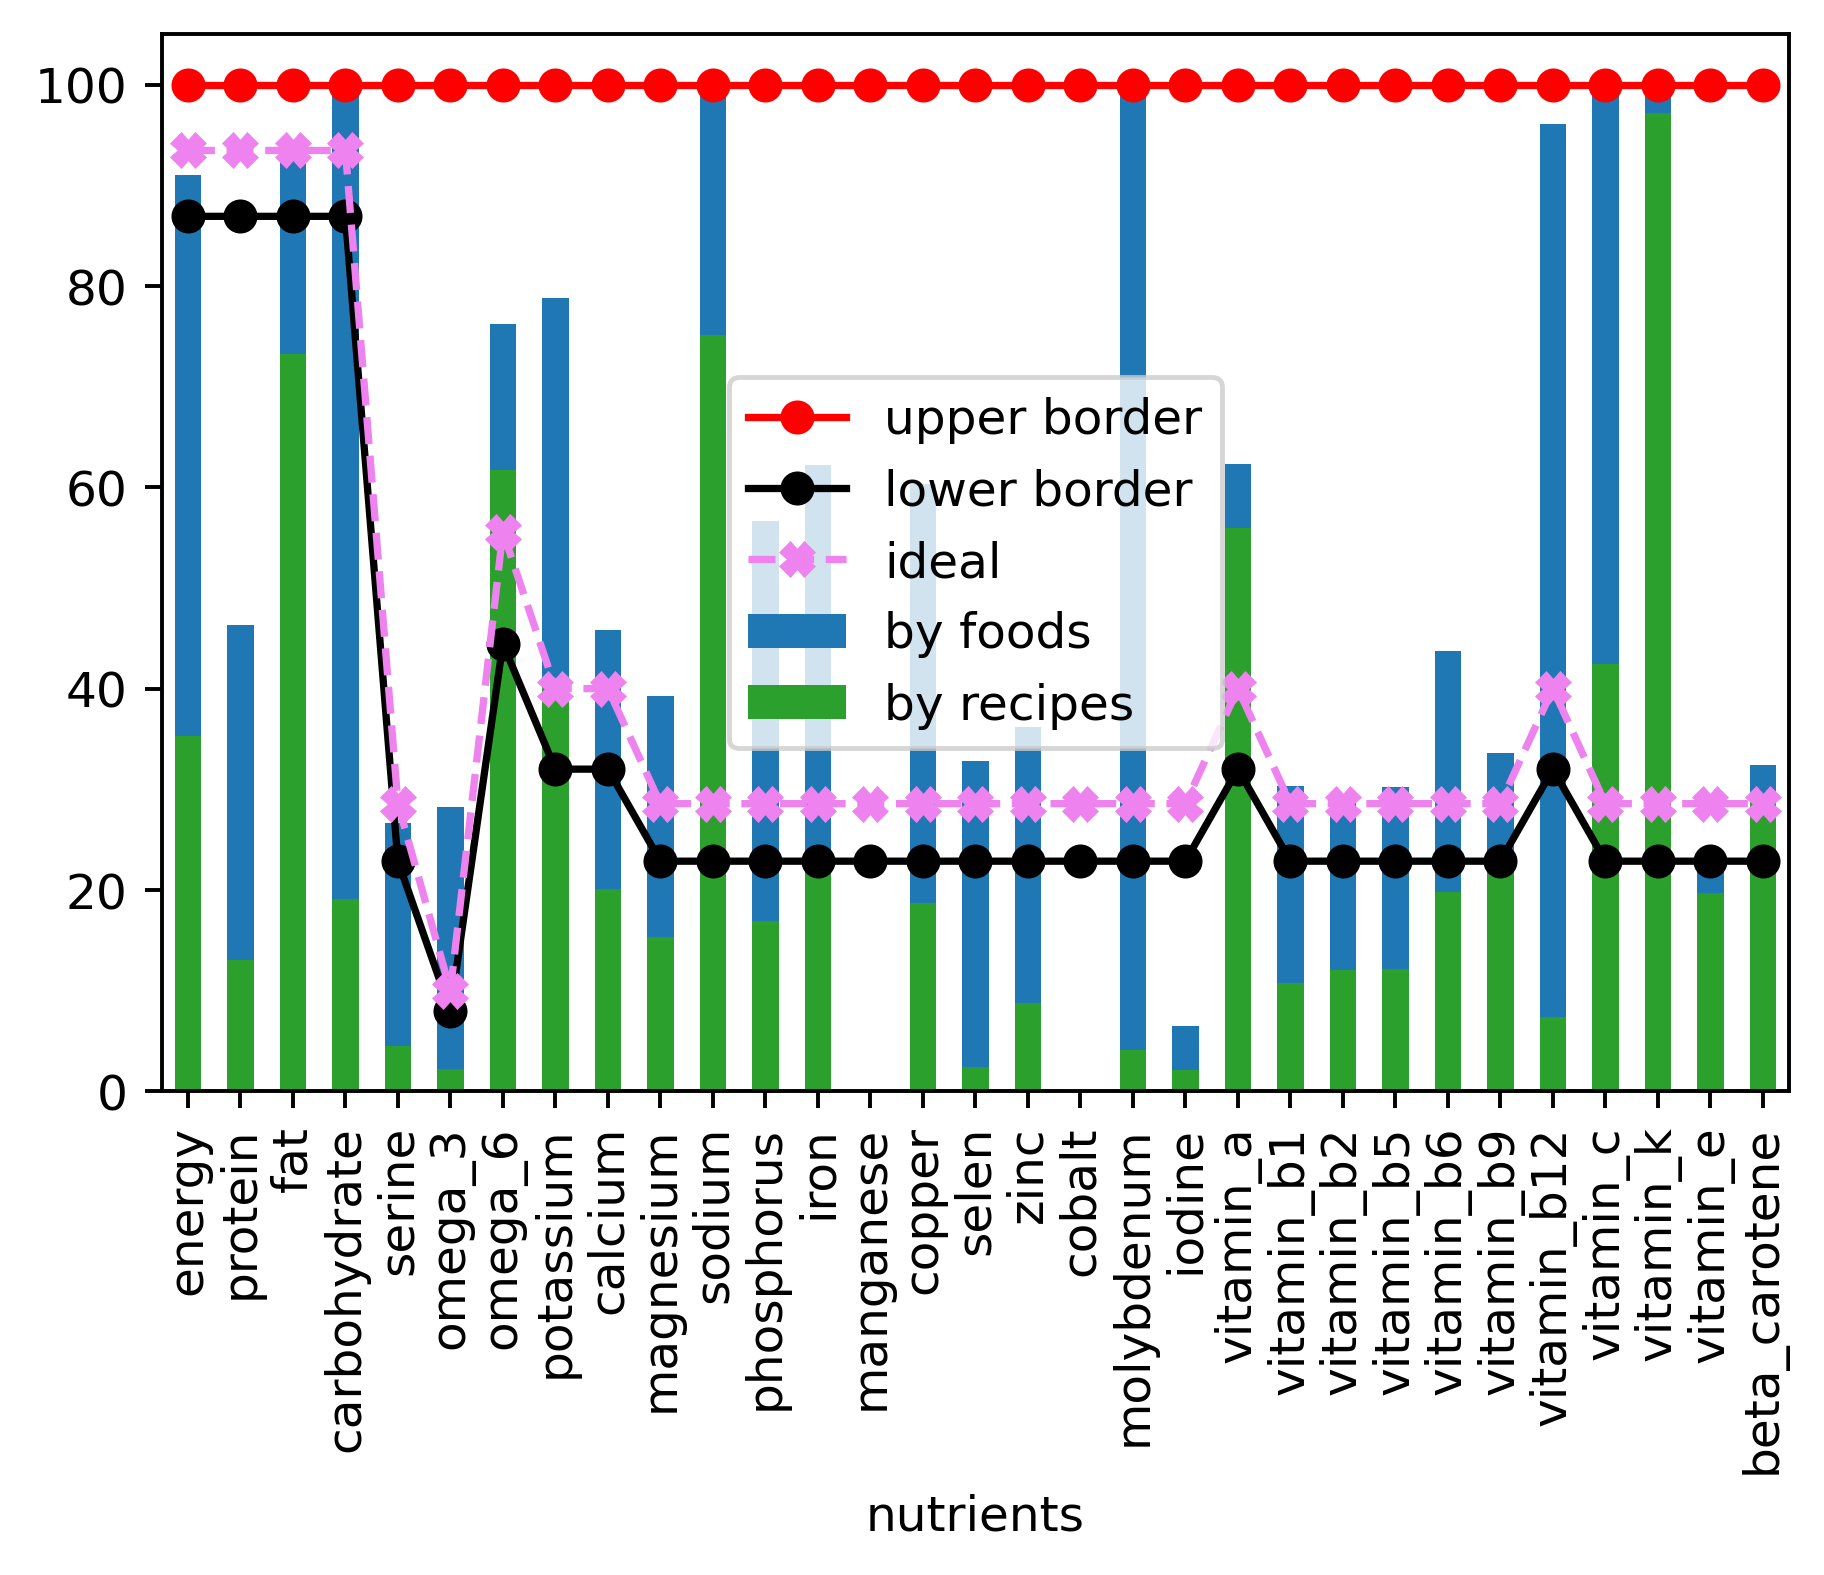 100
80
60
40
20
0
upper border
lower border
ideal
by foods
by recipes
energy
protein
fat
carbohydrate
serine
omega_3
omega_6
potassium
calcium
magnesium
sodium
phosphorus
iron
manganese
copper
selen
zinc
cobalt
molybdenum
iodine
vitamin_a
vitamin_b1
vitamin_b2
vitamin_b5
vitamin_b6
vitamin_b9
vitamin_b12
vitamin_c
vitamin_k
vitamin_e
beta_carotene
nutrients